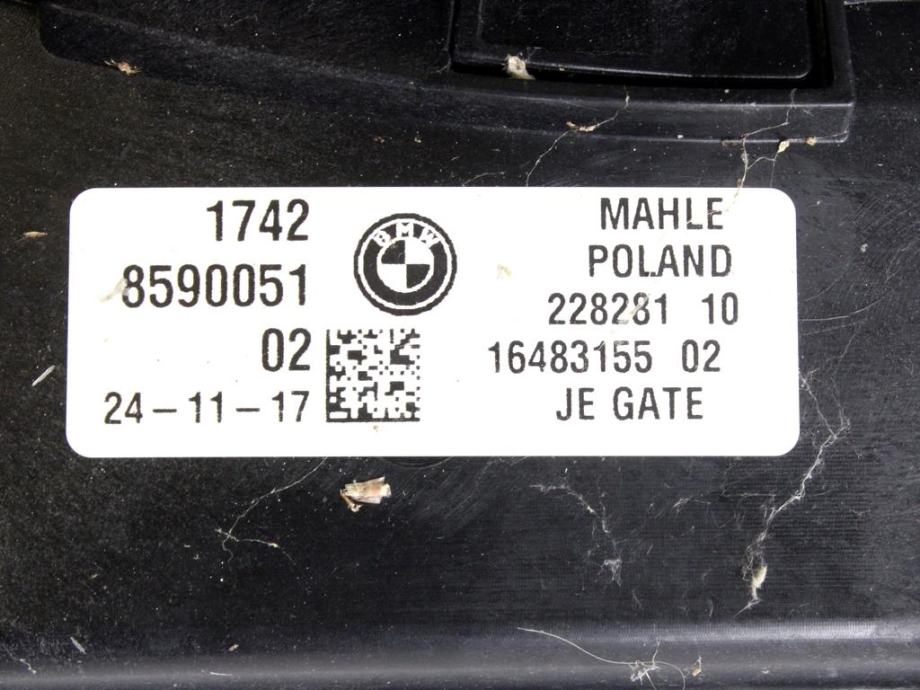 1742
8590051
02
24-11-17
BMW
MAHLE
POLAND
228281 10
16483155 02
JE GATE